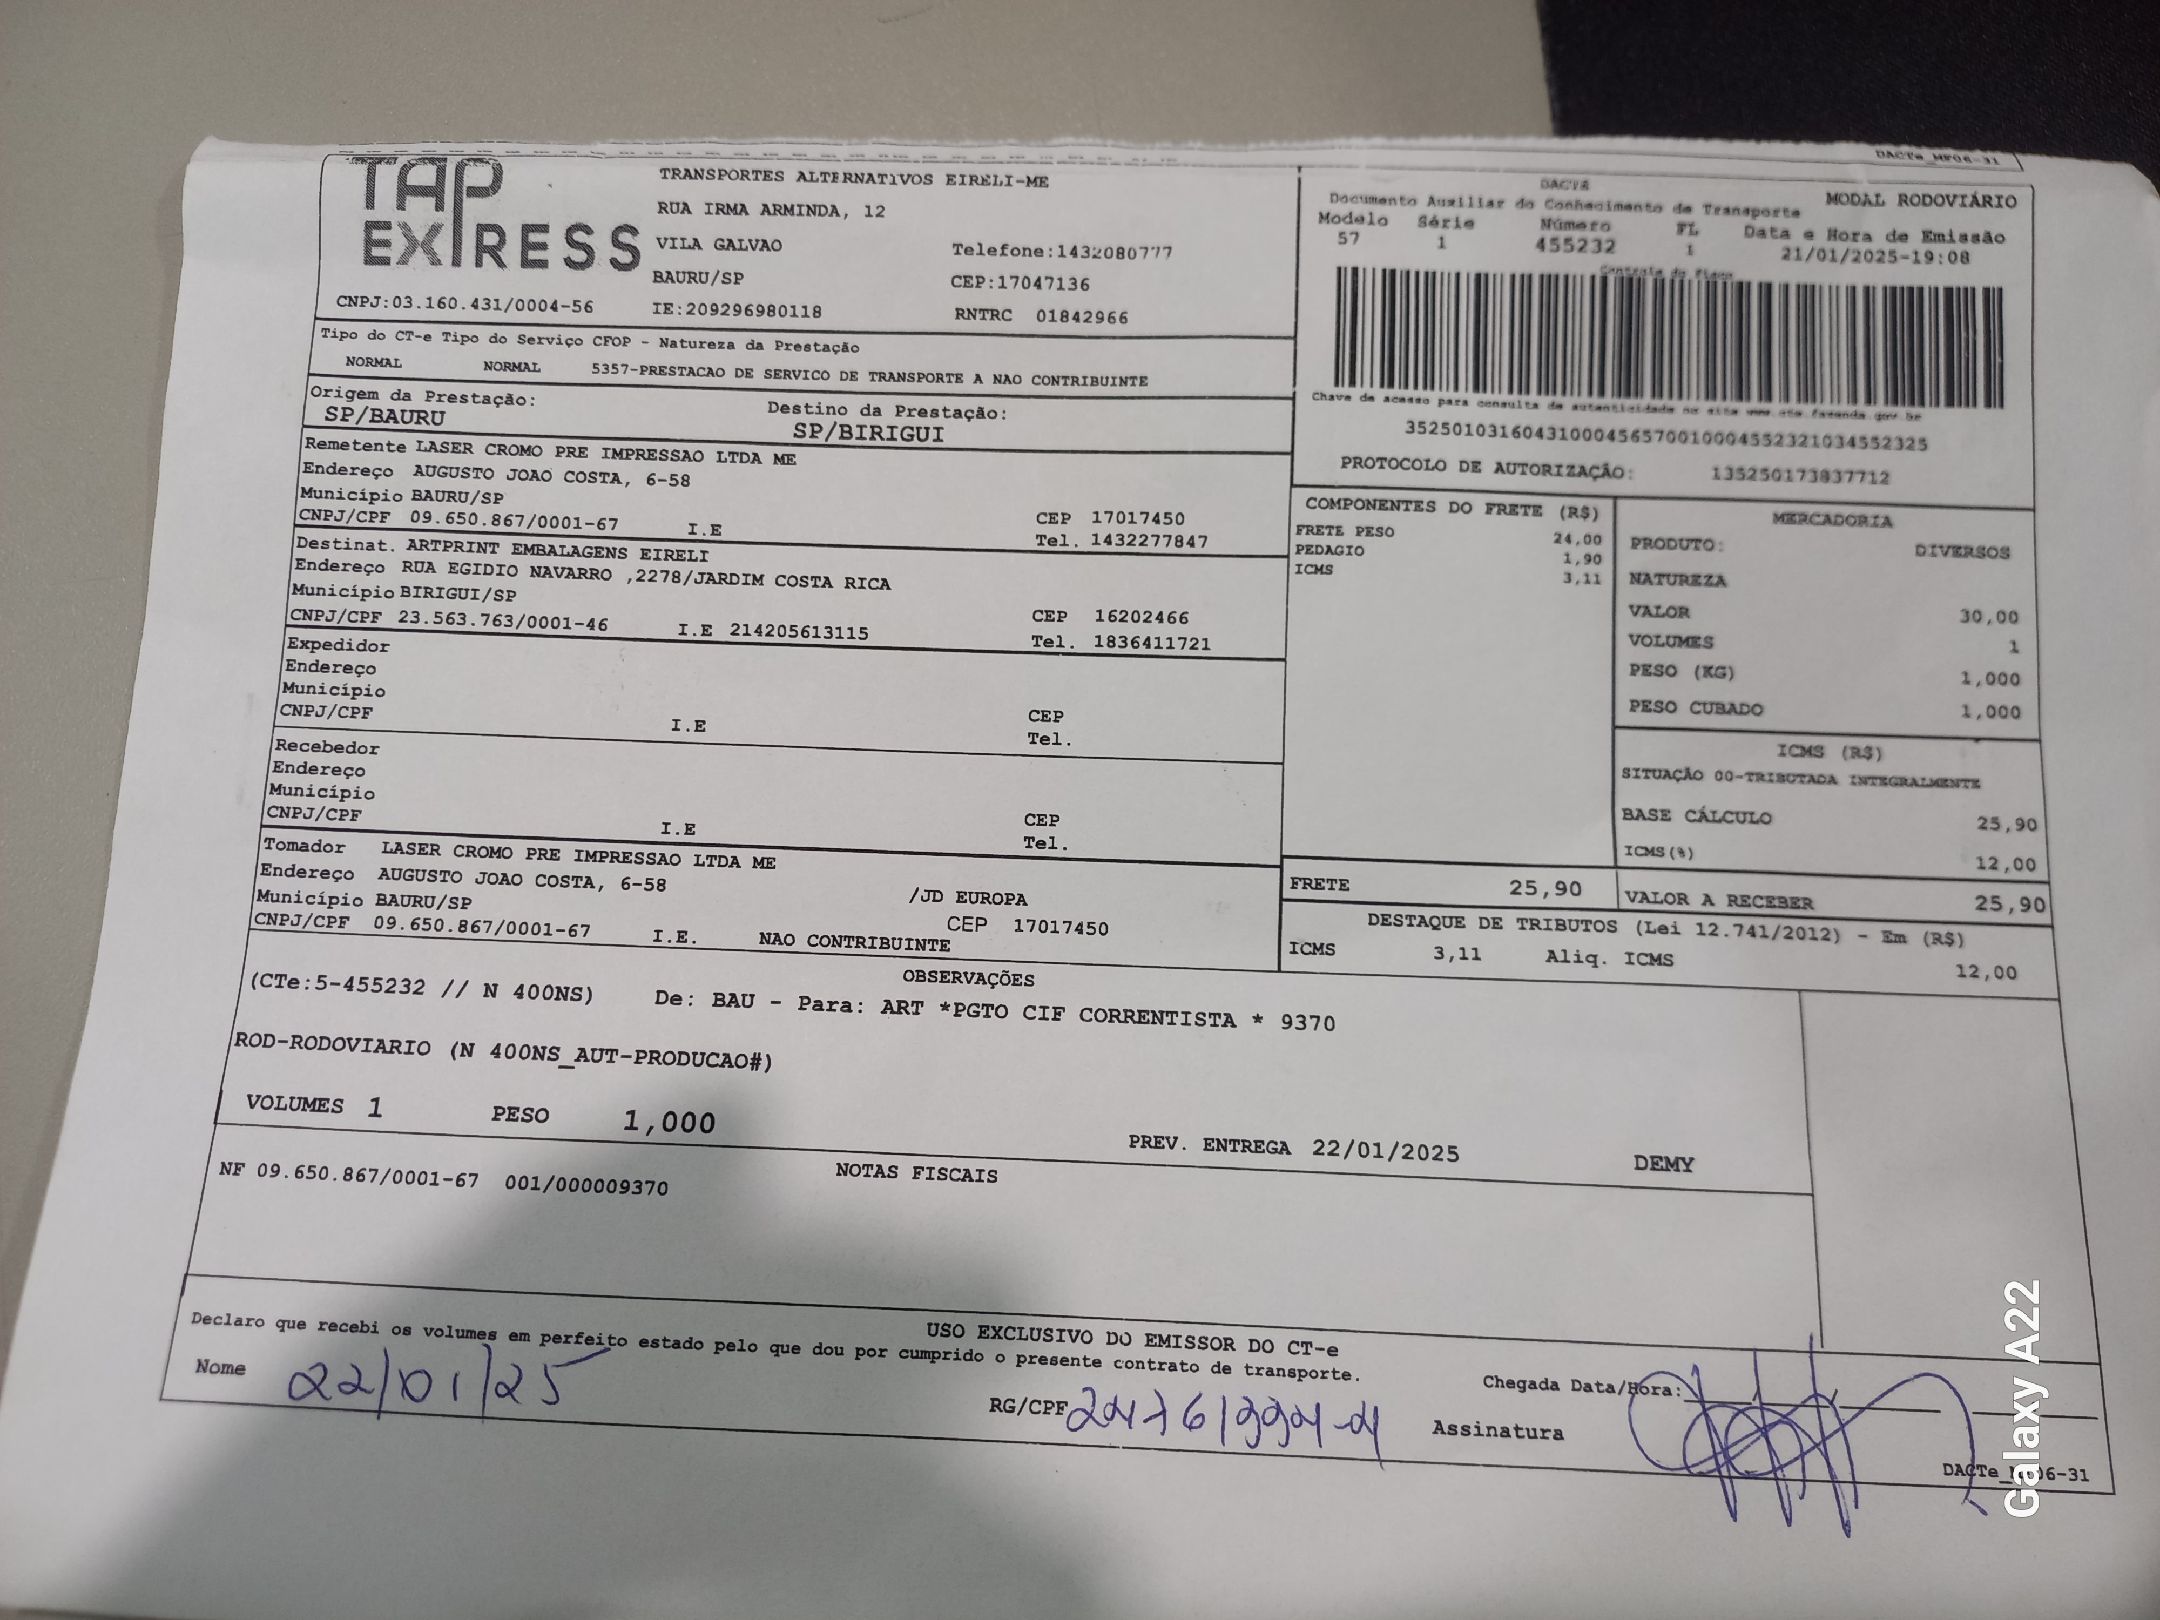 DACTe_MF06-31
TAP EXPRESS
TRANSPORTES ALTERNATIVOS EIRELI-ME
RUA IRMA ARMINDA, 12
VILA GALVAO Telefone:1432080777
BAURU/SP CEP:17047136
CNPJ:03.160.431/0004-56 IE:209296980118 RNTRC 01842966
DACTE MODAL RODOVIÁRIO
Documento Auxiliar do Conhecimento de Transporte
Modelo Série Número FL Data e Hora de Emissão
57 1 455232 1 21/01/2025-19:08
Controle do Fisco
Chave de acesso para consulta de autenticidade no site www.cte.fazenda.gov.br
35250103160431000456570010004552321034552325
PROTOCOLO DE AUTORIZAÇÃO: 135250173837712
Tipo do CT-e Tipo do Serviço CFOP - Natureza da Prestação
NORMAL NORMAL 5357-PRESTACAO DE SERVICO DE TRANSPORTE A NAO CONTRIBUINTE
Origem da Prestação: Destino da Prestação:
SP/BAURU SP/BIRIGUI
Remetente LASER CROMO PRE IMPRESSAO LTDA ME
Endereço AUGUSTO JOAO COSTA, 6-58
Município BAURU/SP CEP 17017450
CNPJ/CPF 09.650.867/0001-67 I.E Tel. 1432277847
Destinat. ARTPRINT EMBALAGENS EIRELI
Endereço RUA EGIDIO NAVARRO ,2278/JARDIM COSTA RICA
Município BIRIGUI/SP CEP 16202466
CNPJ/CPF 23.563.763/0001-46 I.E 214205613115 Tel. 1836411721
Expedidor
Endereço
Município CEP
CNPJ/CPF I.E Tel.
Recebedor
Endereço
Município CEP
CNPJ/CPF I.E Tel.
Tomador LASER CROMO PRE IMPRESSAO LTDA ME
Endereço AUGUSTO JOAO COSTA, 6-58 /JD EUROPA
Município BAURU/SP CEP 17017450
CNPJ/CPF 09.650.867/0001-67 I.E. NAO CONTRIBUINTE
COMPONENTES DO FRETE (R$)
FRETE PESO 24,00
PEDAGIO 1,90
ICMS 3,11
MERCADORIA
PRODUTO: DIVERSOS
NATUREZA
VALOR 30,00
VOLUMES 1
PESO (KG) 1,000
PESO CUBADO 1,000
ICMS (R$)
SITUAÇÃO 00-TRIBUTADA INTEGRALMENTE
BASE CÁLCULO 25,90
ICMS(%) 12,00
FRETE 25,90 VALOR A RECEBER 25,90
DESTAQUE DE TRIBUTOS (Lei 12.741/2012) - Em (R$)
ICMS 3,11 Aliq. ICMS 12,00
OBSERVAÇÕES
(CTe:5-455232 // N 400NS) De: BAU - Para: ART *PGTO CIF CORRENTISTA * 9370
ROD-RODOVIARIO (N 400NS_AUT-PRODUCAO#)
VOLUMES 1 PESO 1,000 PREV. ENTREGA 22/01/2025 DEMY
NOTAS FISCAIS
NF 09.650.867/0001-67 001/000009370
USO EXCLUSIVO DO EMISSOR DO CT-e
Declaro que recebi os volumes em perfeito estado pelo que dou por cumprido o presente contrato de transporte.
Nome 22/01/25 RG/CPF Assinatura Chegada Data/Hora:
DACTe_MF06-31
Galaxy A22